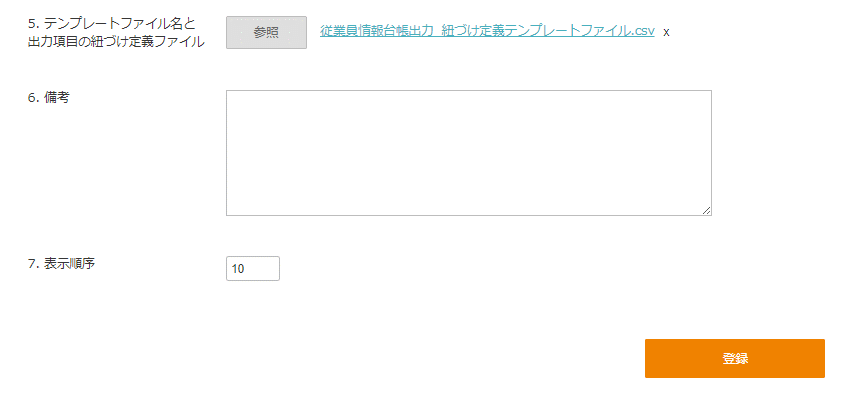 5. テンプレートファイル名と
出力項目の紐づけ定義ファイル
参照
従業員情報台帳出力_紐づけ定義テンプレートファイル.csv x
6. 備考
7. 表示順序
10
登録